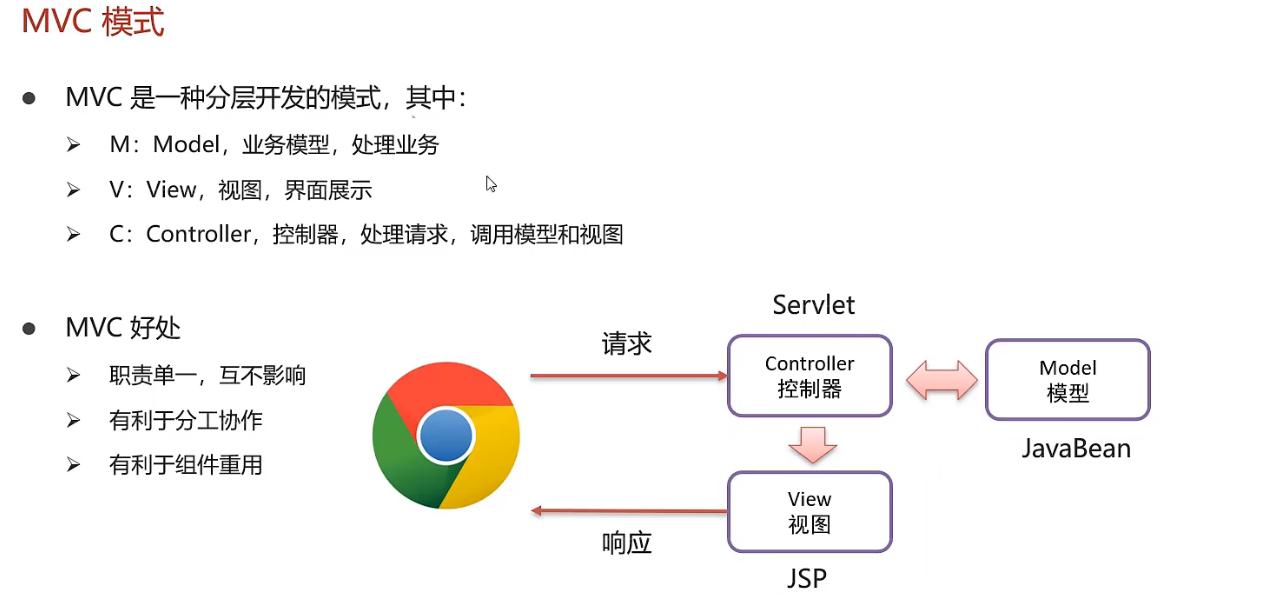 MVC 模式
MVC 是一种分层开发的模式，其中：
M：Model，业务模型，处理业务
V：View，视图，界面展示
C：Controller，控制器，处理请求，调用模型和视图
MVC 好处
职责单一，互不影响
有利于分工协作
有利于组件重用
请求
响应
Servlet
Controller
控制器
Model
模型
JavaBean
View
视图
JSP